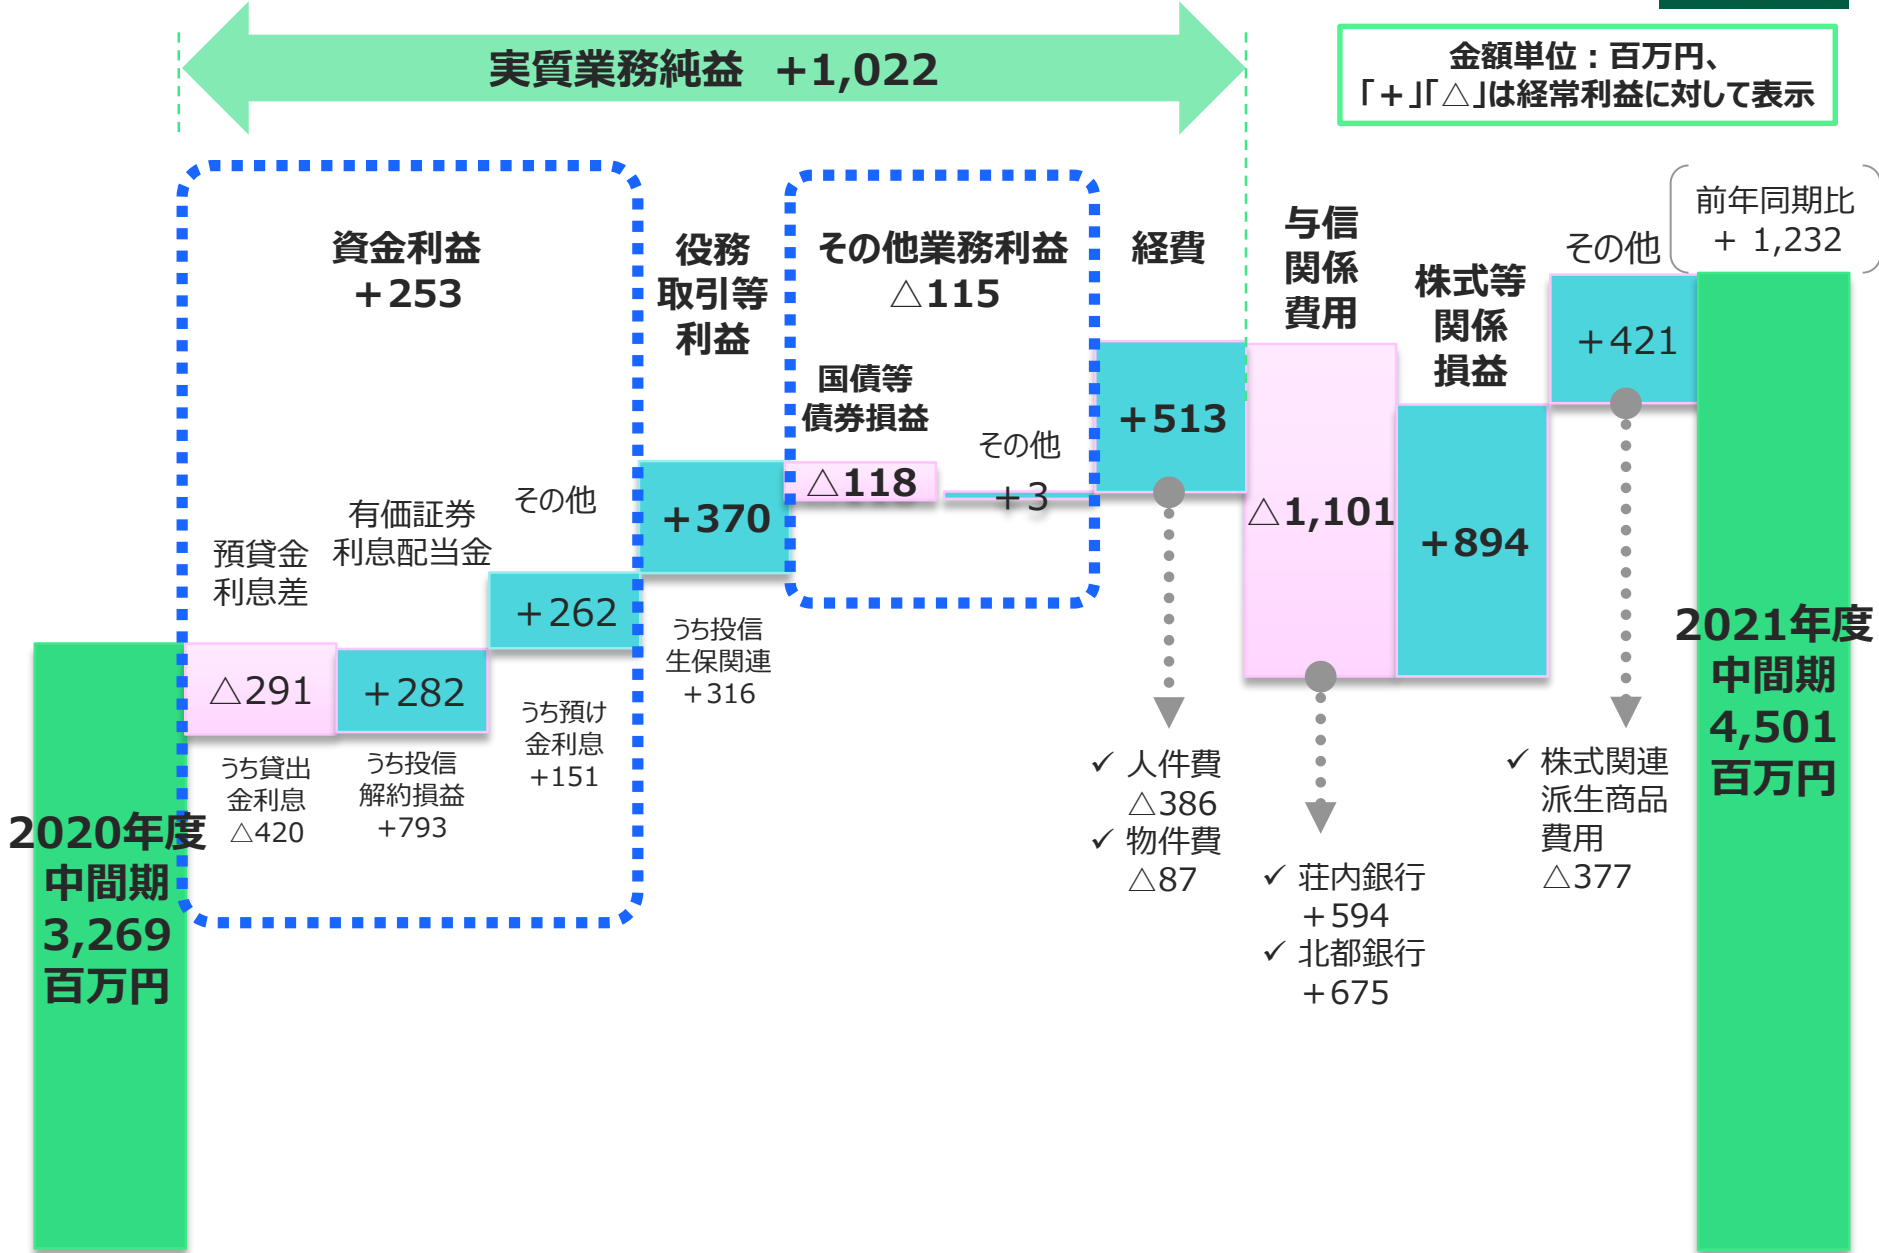 実質業務純益 +1,022
金額単位：百万円、
「+」「△」は経常利益に対して表示
前年同期比
+ 1,232
資金利益
+253
役務
取引等
利益
その他業務利益
△115
経費
与信
関係
費用
株式等
関係
損益
その他
+421
国債等
債券損益
△118
その他
+3
+513
△1,101
+894
預貸金
利息差
有価証券
利息配当金
その他
+370
△291
+282
+262
うち貸出
金利息
△420
うち投信
解約損益
+793
うち預け
金利息
+151
うち投信
生保関連
+316
✓ 人件費
△386
✓ 物件費
△87
✓ 荘内銀行
+594
✓ 北都銀行
+675
✓ 株式関連
派生商品
費用
△377
2020年度
中間期
3,269
百万円
2021年度
中間期
4,501
百万円